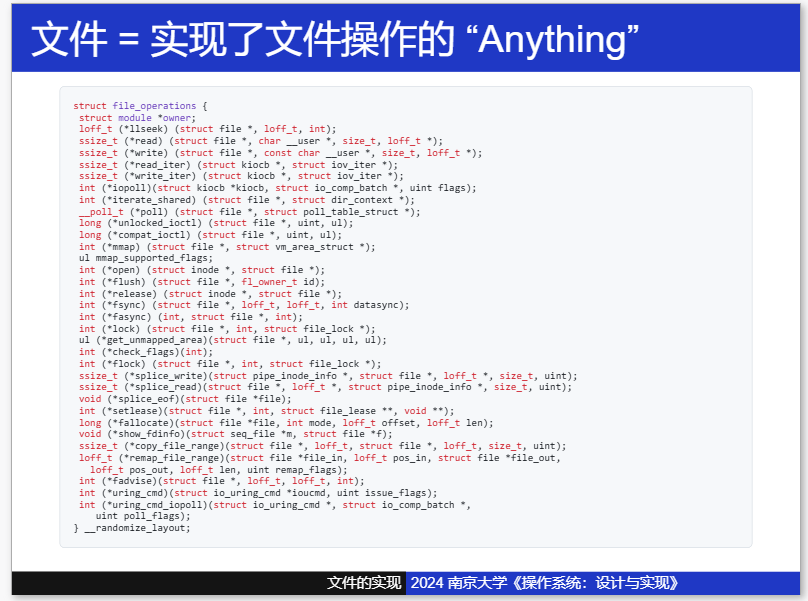 文件 = 实现了文件操作的 “Anything”
struct file_operations {
struct module *owner;
loff_t (*llseek) (struct file *, loff_t, int);
ssize_t (*read) (struct file *, char __user *, size_t, loff_t *);
ssize_t (*write) (struct file *, const char __user *, size_t, loff_t *);
ssize_t (*read_iter) (struct kiocb *, struct iov_iter *);
ssize_t (*write_iter) (struct kiocb *, struct iov_iter *);
int (*iopoll)(struct kiocb *kiocb, struct io_comp_batch *, uint flags);
int (*iterate_shared) (struct file *, struct dir_context *);
__poll_t (*poll) (struct file *, struct poll_table_struct *);
long (*unlocked_ioctl) (struct file *, uint, ul);
long (*compat_ioctl) (struct file *, uint, ul);
int (*mmap) (struct file *, struct vm_area_struct *);
ul mmap_supported_flags;
int (*open) (struct inode *, struct file *);
int (*flush) (struct file *, fl_owner_t id);
int (*release) (struct inode *, struct file *);
int (*fsync) (struct file *, loff_t, loff_t, int datasync);
int (*fasync) (int, struct file *, int);
int (*lock) (struct file *, int, struct file_lock *);
ul (*get_unmapped_area)(struct file *, ul, ul, ul, ul);
int (*check_flags)(int);
int (*flock) (struct file *, int, struct file_lock *);
ssize_t (*splice_write)(struct pipe_inode_info *, struct file *, loff_t *, size_t, uint);
ssize_t (*splice_read)(struct file *, loff_t *, struct pipe_inode_info *, size_t, uint);
void (*splice_eof)(struct file *file);
int (*setlease)(struct file *, int, struct file_lease **, void **);
long (*fallocate)(struct file *file, int mode, loff_t offset, loff_t len);
void (*show_fdinfo)(struct seq_file *m, struct file *f);
ssize_t (*copy_file_range)(struct file *, loff_t, struct file *, loff_t, size_t, uint);
loff_t (*remap_file_range)(struct file *file_in, loff_t pos_in, struct file *file_out,
loff_t pos_out, loff_t len, uint remap_flags);
int (*fadvise)(struct file *, loff_t, loff_t, int);
int (*uring_cmd)(struct io_uring_cmd *ioucmd, uint issue_flags);
int (*uring_cmd_iopoll)(struct io_uring_cmd *, struct io_comp_batch *,
uint poll_flags);
} __randomize_layout;
文件的实现 2024 南京大学《操作系统：设计与实现》